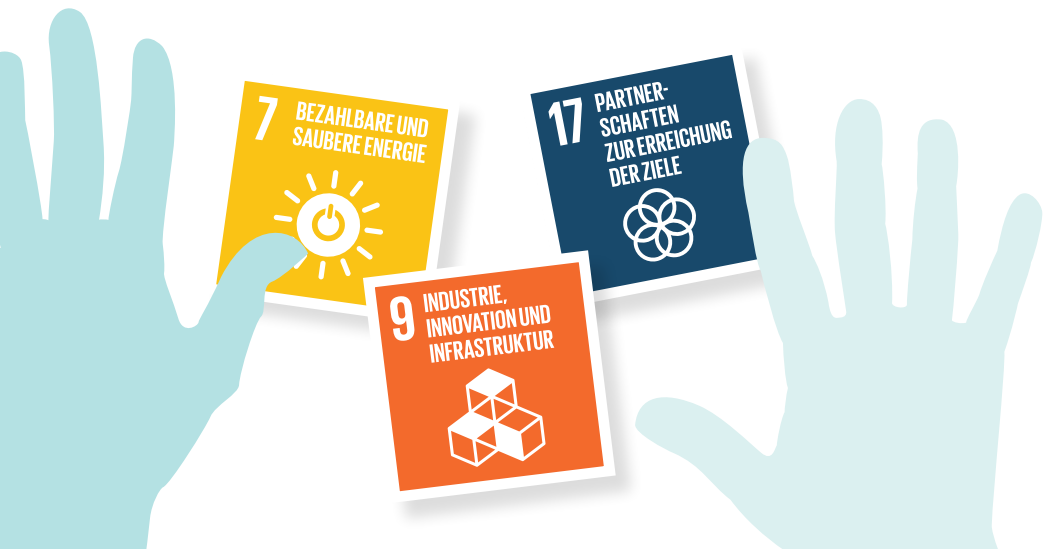 7
BEZAHLBARE UND
SAUBERE ENERGIE
17
PARTNER-
SCHAFTEN
ZUR ERREICHUNG
DER ZIELE
9
INDUSTRIE,
INNOVATION UND
INFRASTRUKTUR